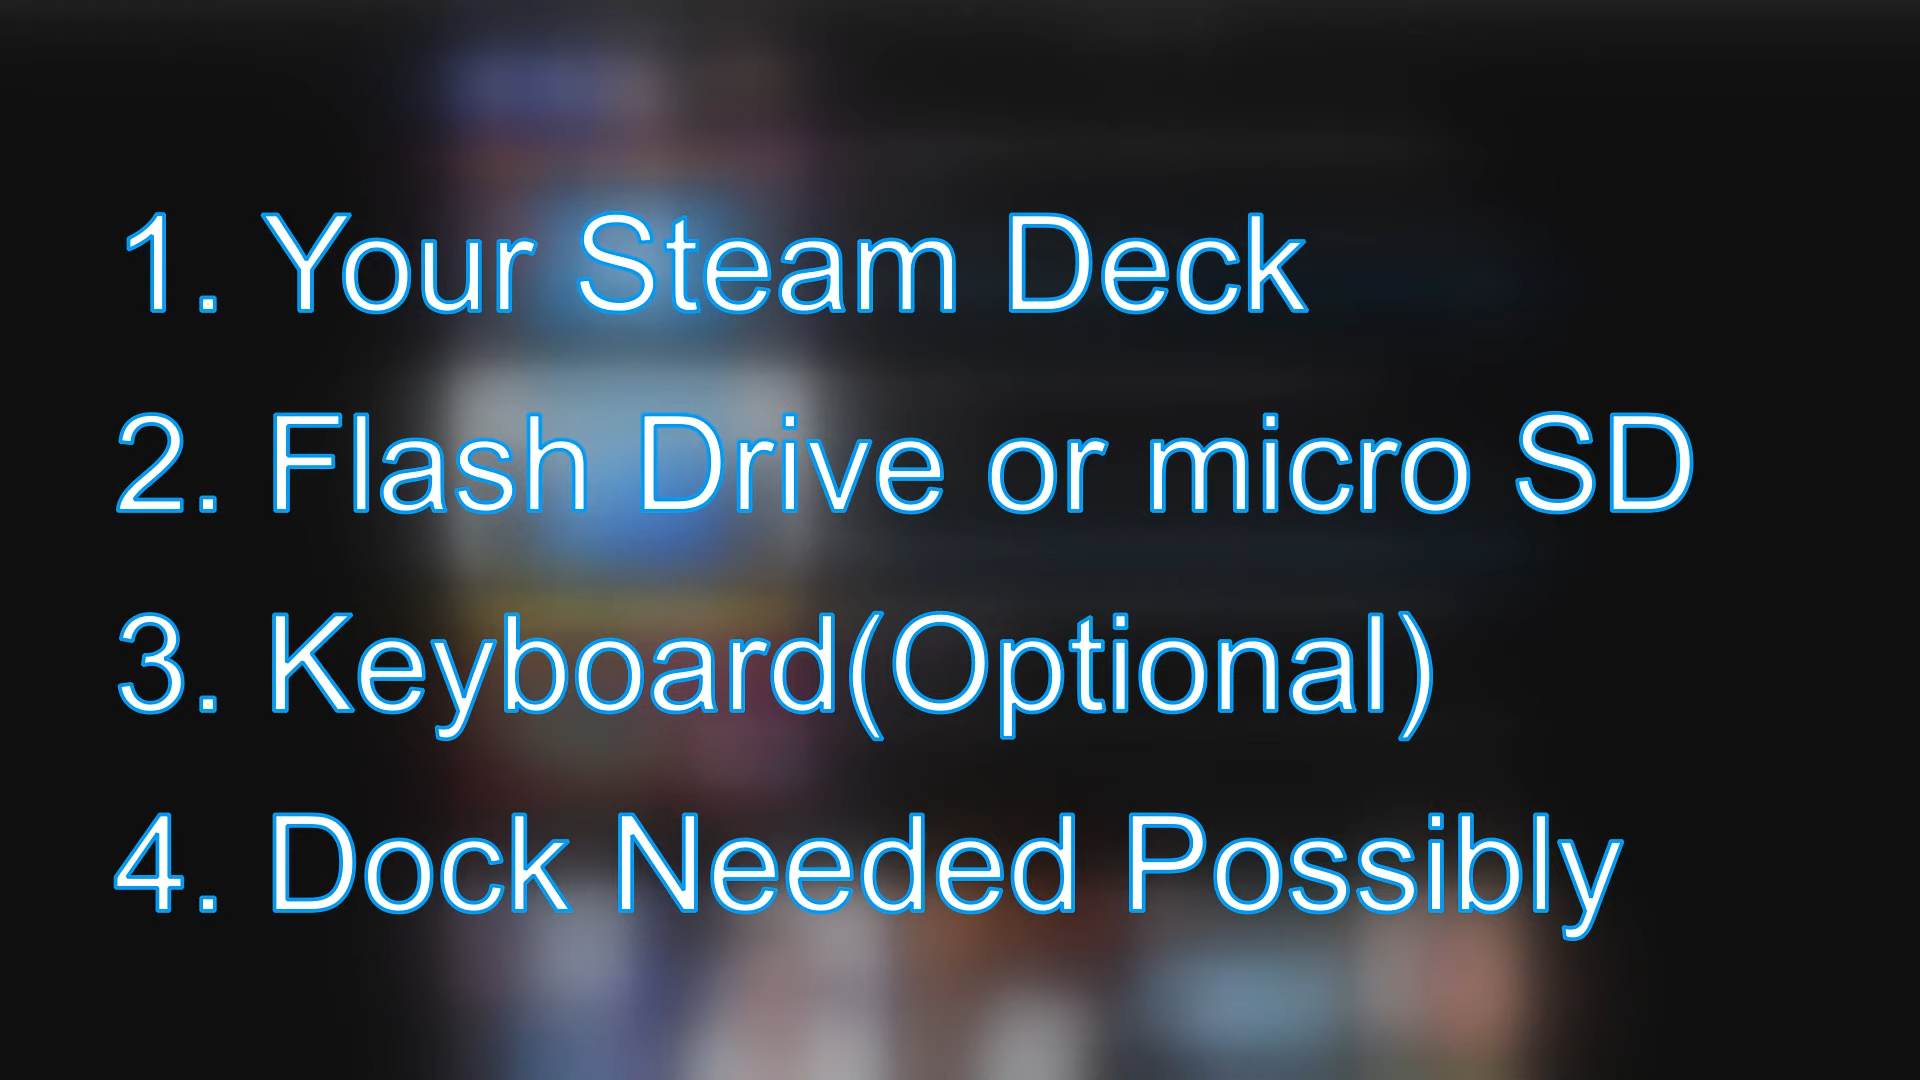 1. Your Steam Deck
2. Flash Drive or micro SD
3. Keyboard(Optional)
4. Dock Needed Possibly